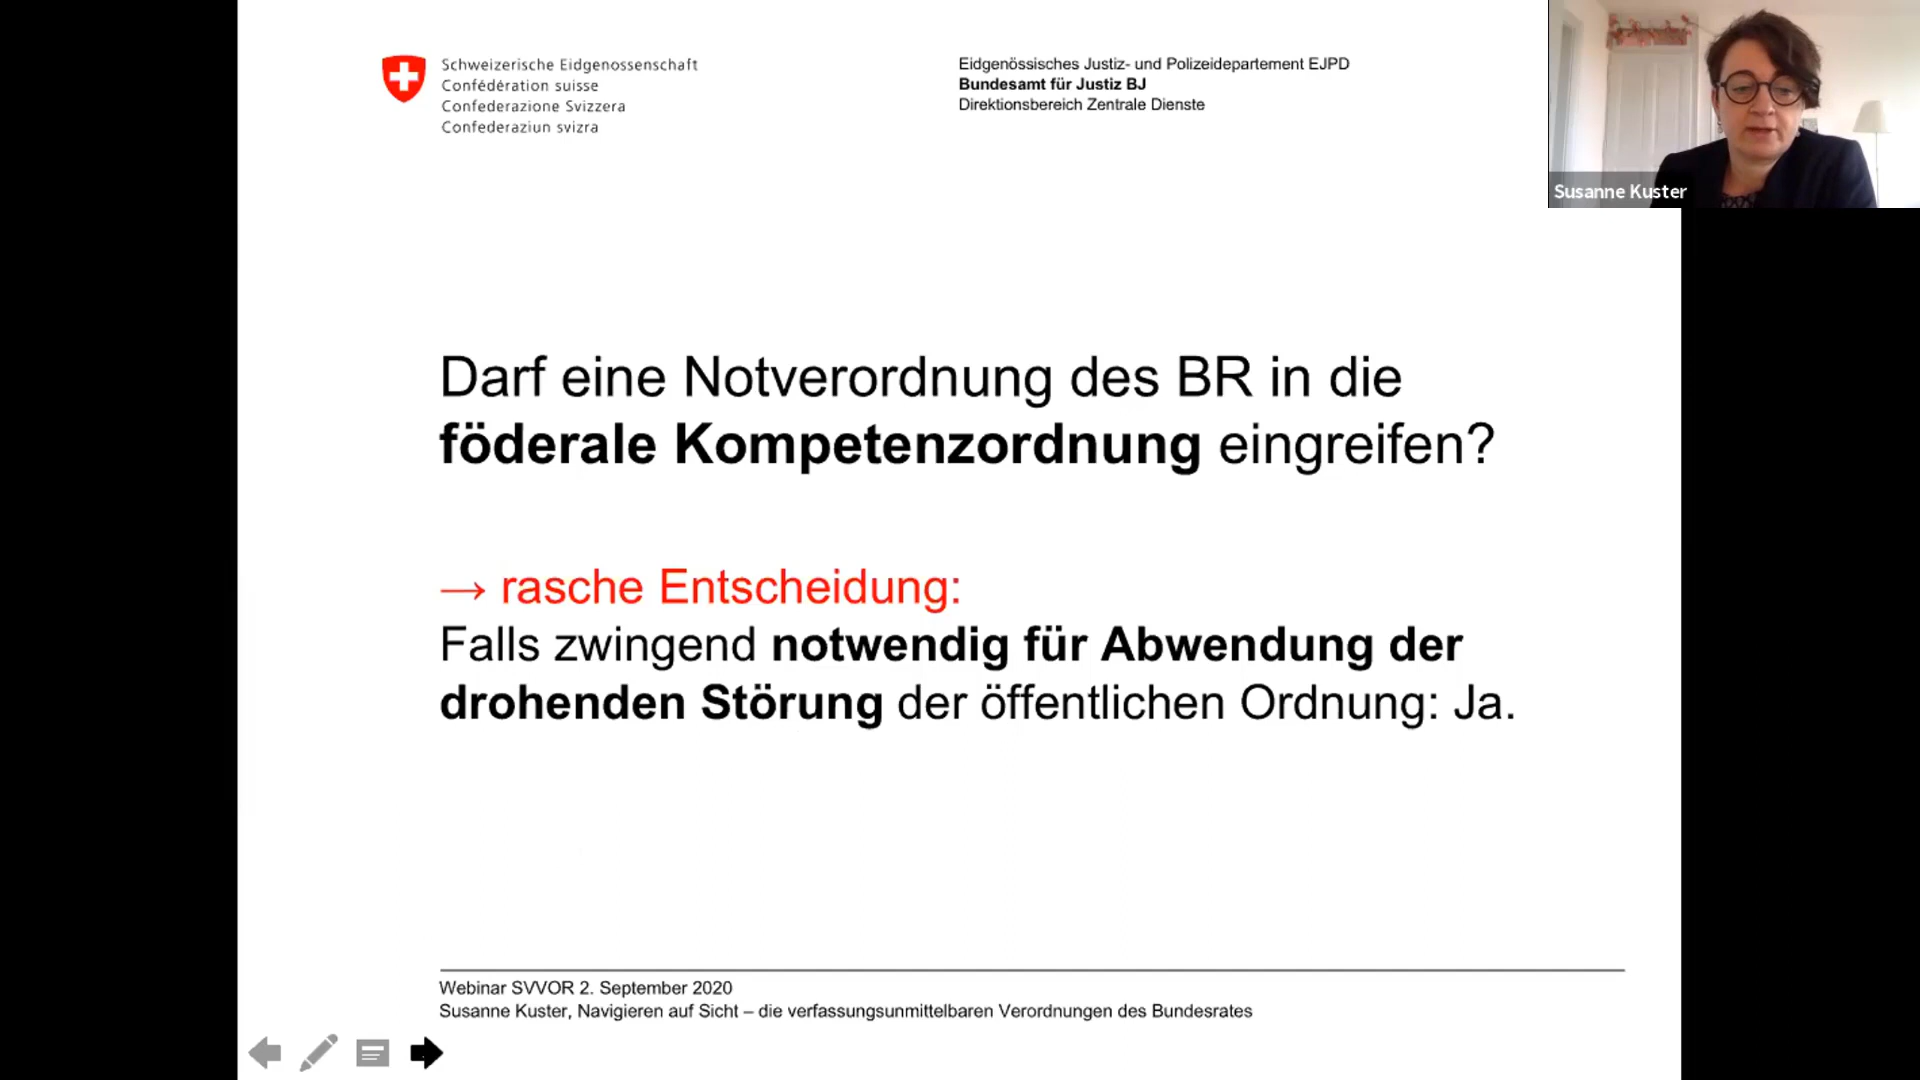 Schweizerische Eidgenossenschaft
Confédération suisse
Confederazione Svizzera
Confederaziun svizra
Eidgenössisches Justiz- und Polizeidepartement EJPD
Bundesamt für Justiz BJ
Direktionsbereich Zentrale Dienste
Susanne Kuster
Darf eine Notverordnung des BR in die
föderale Kompetenzordnung eingreifen?
→ rasche Entscheidung:
Falls zwingend notwendig für Abwendung der
drohenden Störung der öffentlichen Ordnung: Ja.
Webinar SVVOR 2. September 2020
Susanne Kuster, Navigieren auf Sicht – die verfassungsunmittelbaren Verordnungen des Bundesrates